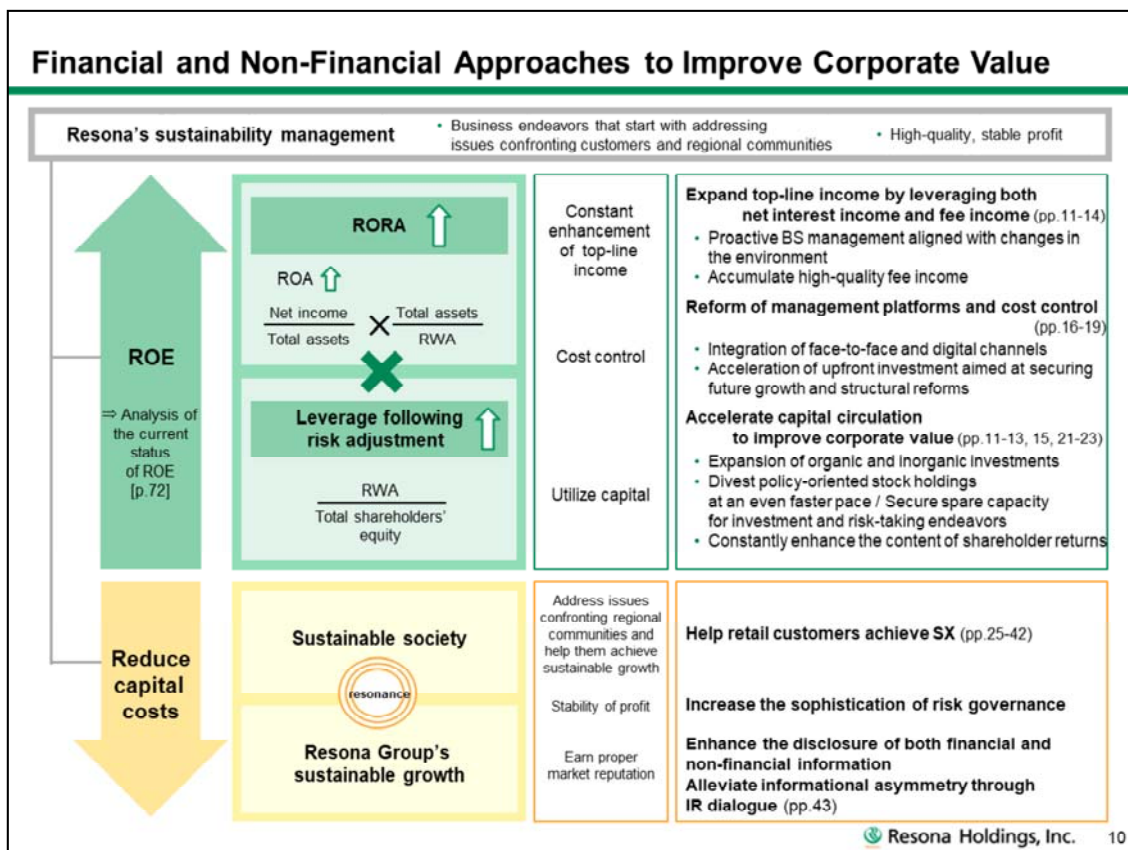 Financial and Non-Financial Approaches to Improve Corporate Value
Resona's sustainability management
• Business endeavors that start with addressing
issues confronting customers and regional communities
• High-quality, stable profit
ROE
⇒ Analysis of
the current
status
of ROE
[p.72]
RORA
ROA
Net income
Total assets
×
Total assets
RWA
Leverage following
risk adjustment
RWA
Total shareholders'
equity
Constant
enhancement
of top-line
income
Cost control
Utilize capital
Expand top-line income by leveraging both
net interest income and fee income (pp.11-14)
• Proactive BS management aligned with changes in
the environment
• Accumulate high-quality fee income
Reform of management platforms and cost control
(pp.16-19)
• Integration of face-to-face and digital channels
• Acceleration of upfront investment aimed at securing
future growth and structural reforms
Accelerate capital circulation
to improve corporate value (pp.11-13, 15, 21-23)
• Expansion of organic and inorganic investments
• Divest policy-oriented stock holdings
at an even faster pace / Secure spare capacity
for investment and risk-taking endeavors
• Constantly enhance the content of shareholder returns
Reduce
capital
costs
Sustainable society
resonance
Resona Group's
sustainable growth
Address issues
confronting regional
communities and
help them achieve
sustainable growth
Stability of profit
Earn proper
market reputation
Help retail customers achieve SX (pp.25-42)
Increase the sophistication of risk governance
Enhance the disclosure of both financial and
non-financial information
Alleviate informational asymmetry through
IR dialogue (pp.43)
Resona Holdings, Inc.
10